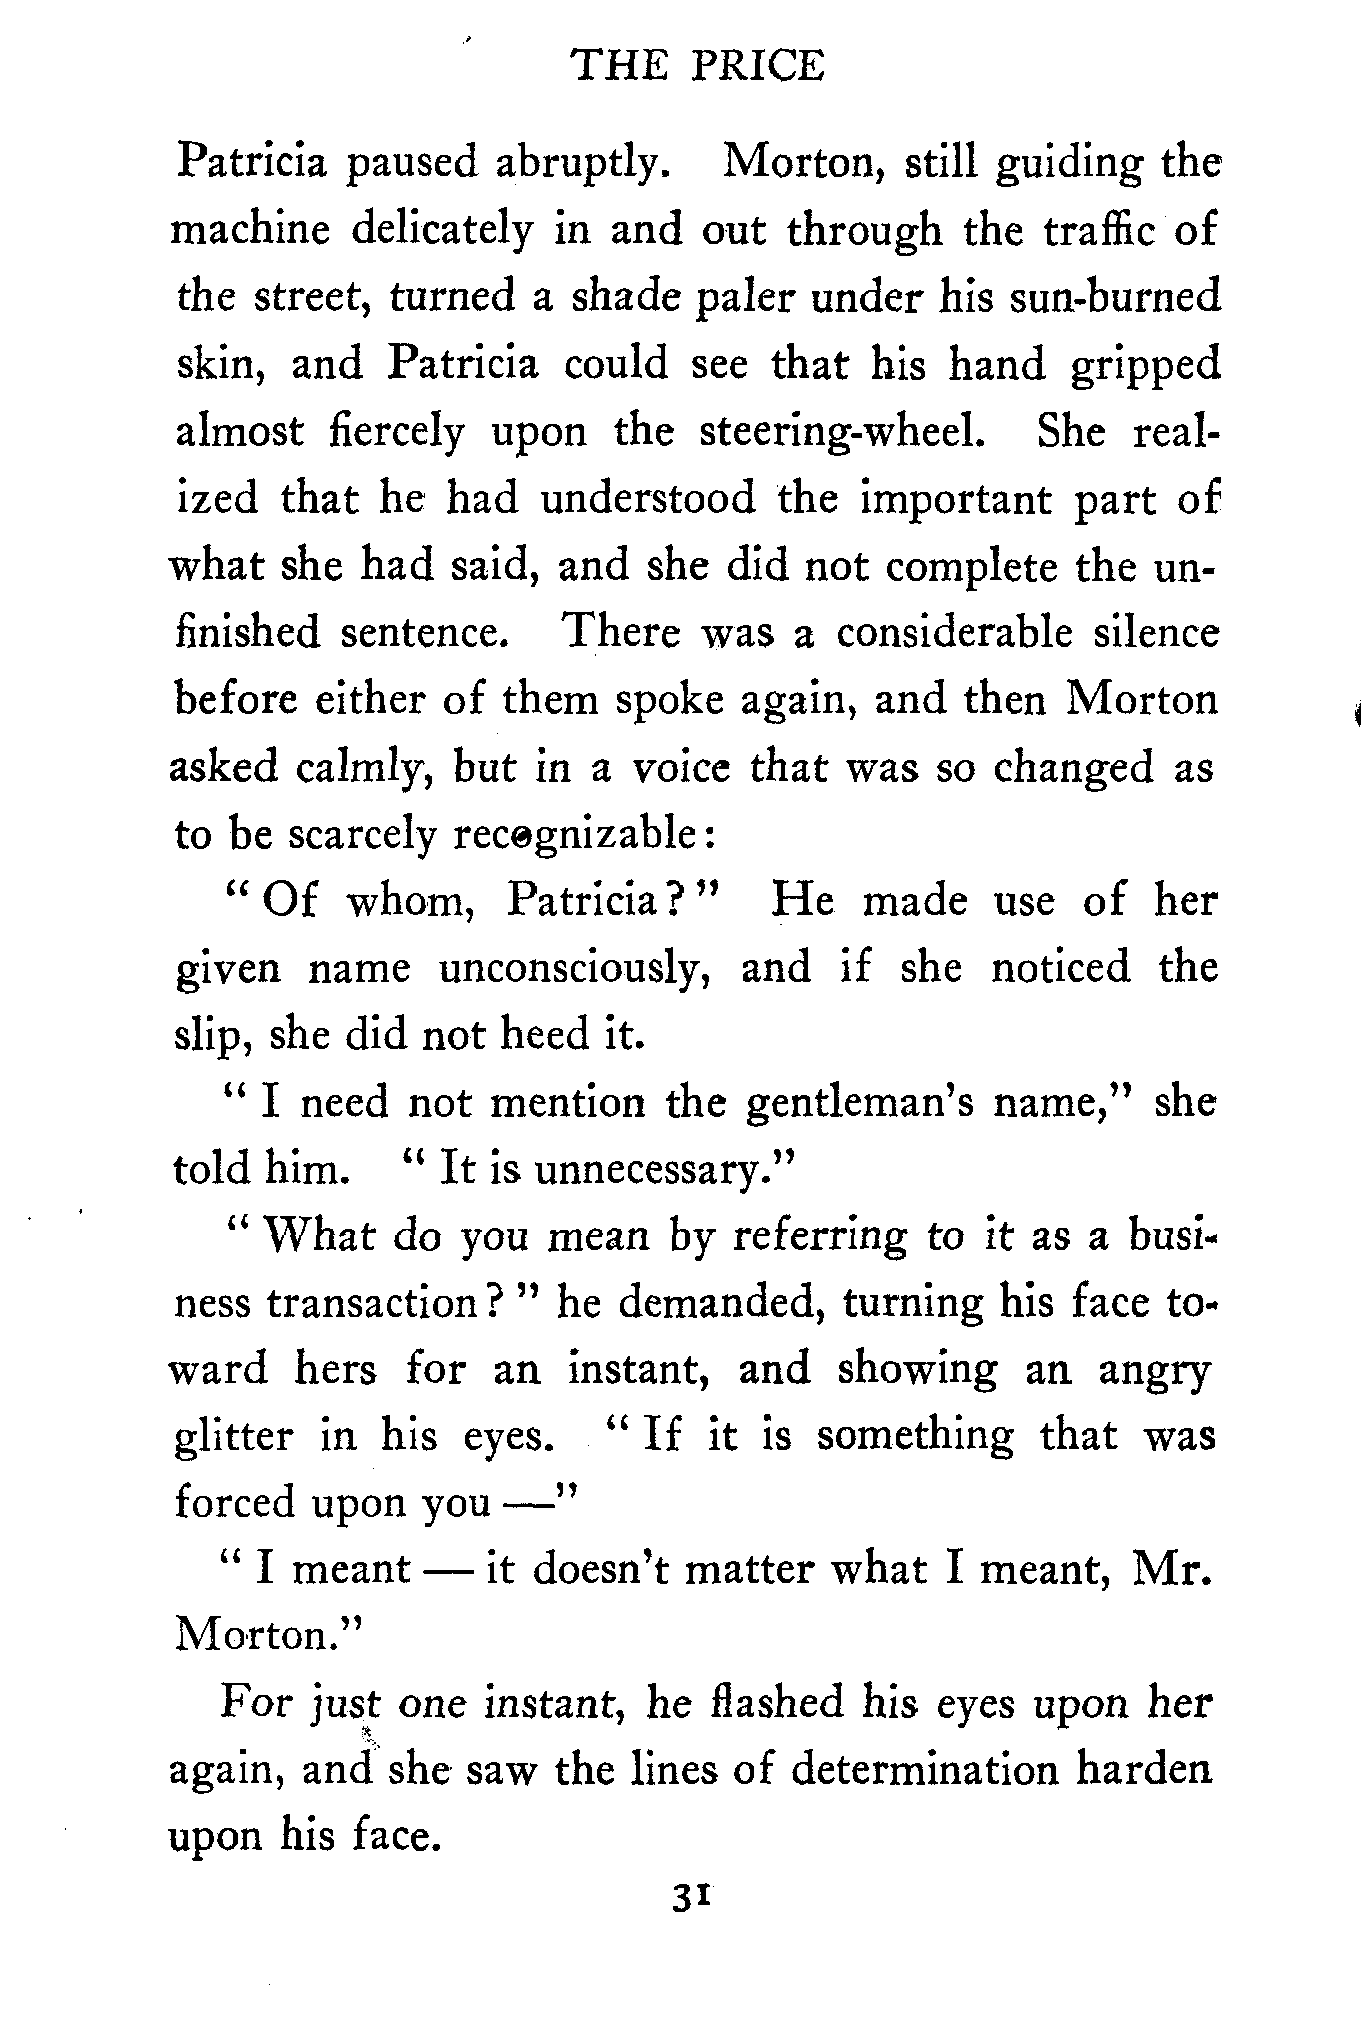 THE PRICE
Patricia paused abruptly. Morton, still guiding the
machine delicately in and out through the traffic of
the street, turned a shade paler under his sun-burned
skin, and Patricia could see that his hand gripped
almost fiercely upon the steering-wheel. She real-
ized that he had understood the important part of
what she had said, and she did not complete the un-
finished sentence. There was a considerable silence
before either of them spoke again, and then Morton
asked calmly, but in a voice that was so changed as
to be scarcely recognizable:
" Of whom, Patricia? " He made use of her
given name unconsciously, and if she noticed the
slip, she did not heed it.
" I need not mention the gentleman's name," she
told him. " It is unnecessary."
" What do you mean by referring to it as a busi-
ness transaction? " he demanded, turning his face to-
ward hers for an instant, and showing an angry
glitter in his eyes. " If it is something that was
forced upon you —"
" I meant — it doesn't matter what I meant, Mr.
Morton."
For just one instant, he flashed his eyes upon her
again, and she saw the lines of determination harden
upon his face.
31